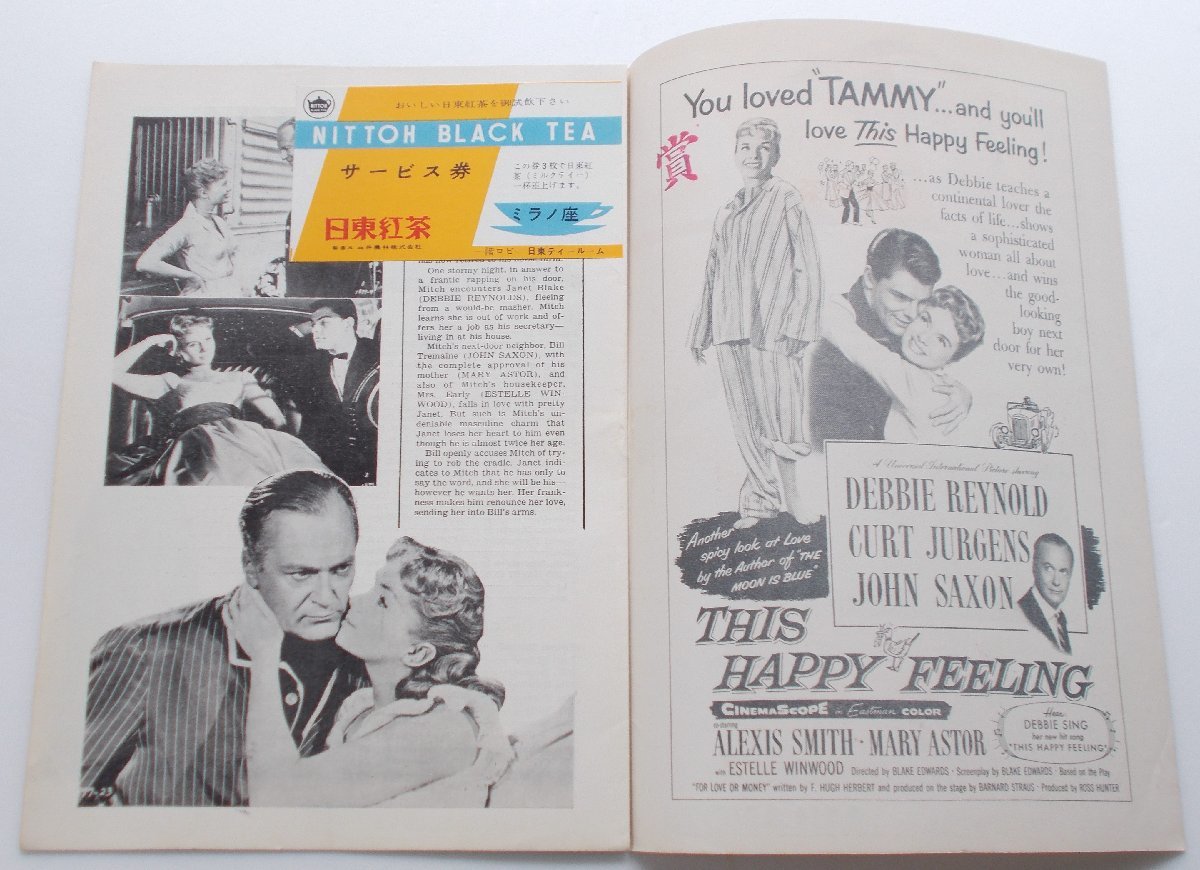 NITTOH
おいしい日東紅茶を御試飲下さい
NITTOH BLACK TEA
サービス券
この券3枚で日東紅
茶(ミルクティー)
一杯差上げます。
日東紅茶
ミラノ座
ロビー 日東ティールーム
One stormy night, in answer to
a frantic rapping on his door,
Mitch encounters Janet Blake
(DEBBIE REYNOLDS), fleeing
from a would-be masher. Mitch
learns she is out of work and of-
fers her a job as his secretary—
living in at his house.
Mitch's next-door neighbor, Bill
Tremaine (JOHN SAXON), with
the complete approval of his
mother (MARY ASTOR), and
also of Mitch's housekeeper,
Mrs. Early (ESTELLE WIN-
WOOD), falls in love with pretty
Janet. But such is Mitch's un-
deniable masculine charm that
Janet loses her heart to him even
though he is almost twice her age.
Bill openly accuses Mitch of try-
ing to rob the cradle. Janet indi-
cates to Mitch that he has only to
say the word, and she will be his—
however he wants her. Her frank-
ness makes him renounce her love,
sending her into Bill's arms.
77-23
You loved "TAMMY"...and you'll
love This Happy Feeling!
賞
...as Debbie teaches a
continental lover the
facts of life...shows
a sophisticated
woman all about
love...and wins
the good-
looking
boy next
door for her
very own!
A Universal-International Picture starring
DEBBIE REYNOLD
CURT JURGENS
JOHN SAXON
Another
spicy look at Love
by the Author of "THE
MOON IS BLUE"
THIS
HAPPY FEELING
CINEMASCOPE in Eastman COLOR
co-starring
ALEXIS SMITH · MARY ASTOR
with ESTELLE WINWOOD Directed by BLAKE EDWARDS · Screenplay by BLAKE EDWARDS · Based on the Play
"FOR LOVE OR MONEY" written by F. HUGH HERBERT and produced on the stage by BARNARD STRAUS · Produced by ROSS HUNTER
Hear
DEBBIE SING
her new hit song
"THIS HAPPY FEELING"